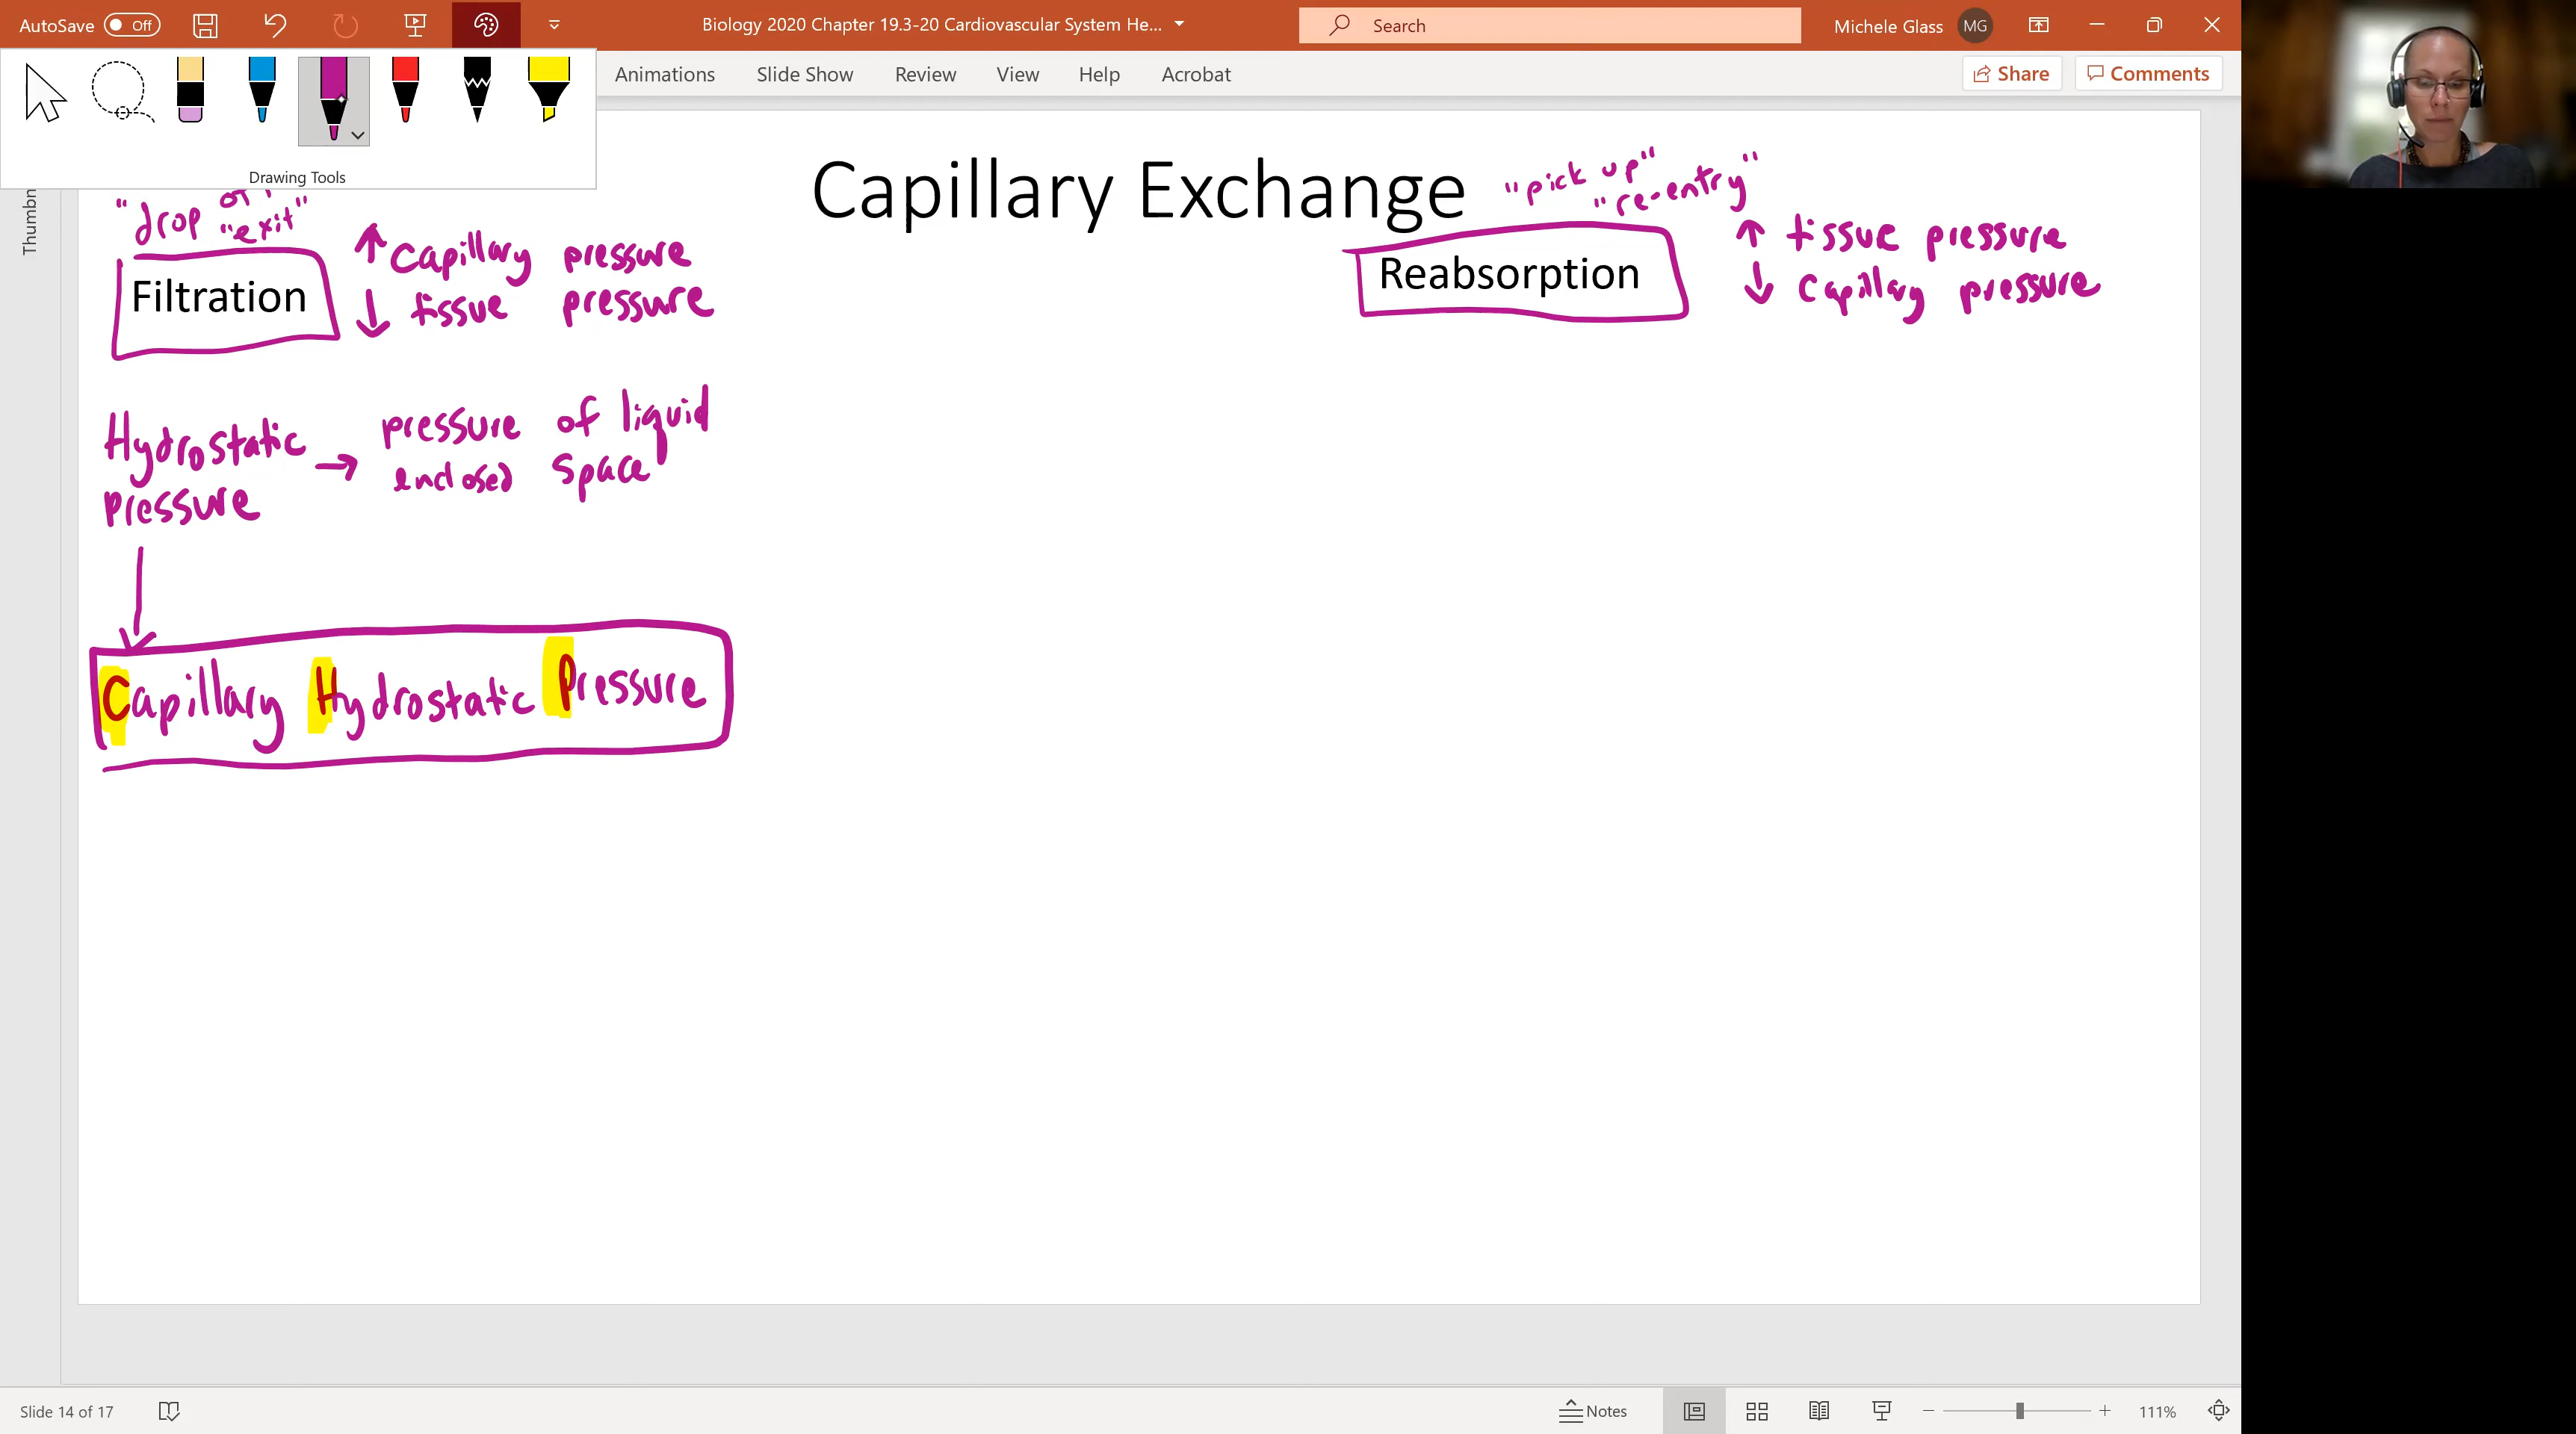 AutoSave Off
Biology 2020 Chapter 19.3-20 Cardiovascular System He...
Search
Michele Glass MG
Animations Slide Show Review View Help Acrobat
Share Comments
Drawing Tools
Thumbn
Capillary Exchange
"drop
"exit"
Filtration
↑ capillary pressure
↓ tissue pressure
"pick up"
"re-entry"
Reabsorption
↑ tissue pressure
↓ capillary pressure
Hydrostatic pressure → pressure of liquid
enclosed space
Capillary Hydrostatic Pressure
Slide 14 of 17
Notes
111%